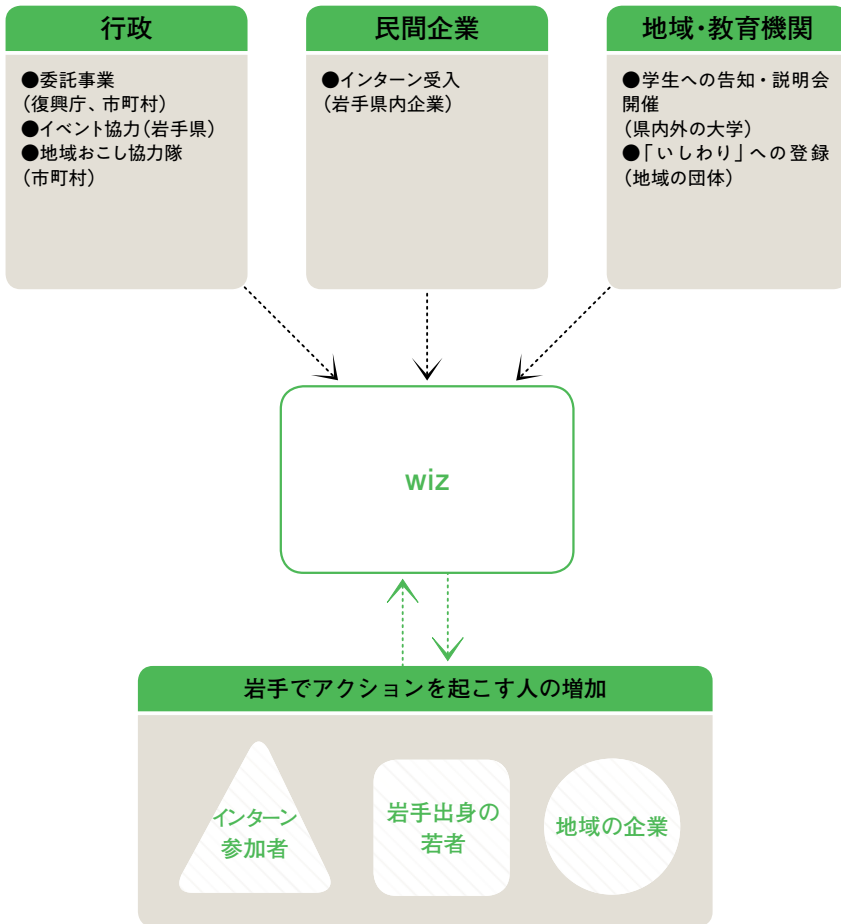 行政
●委託事業
(復興庁、市町村)
●イベント協力(岩手県)
●地域おこし協力隊
(市町村)
民間企業
●インターン受入
(岩手県内企業)
地域・教育機関
●学生への告知・説明会
開催
(県内外の大学)
●「いしわり」への登録
(地域の団体)
wiz
岩手でアクションを起こす人の増加
インターン
参加者
岩手出身の
若者
地域の企業